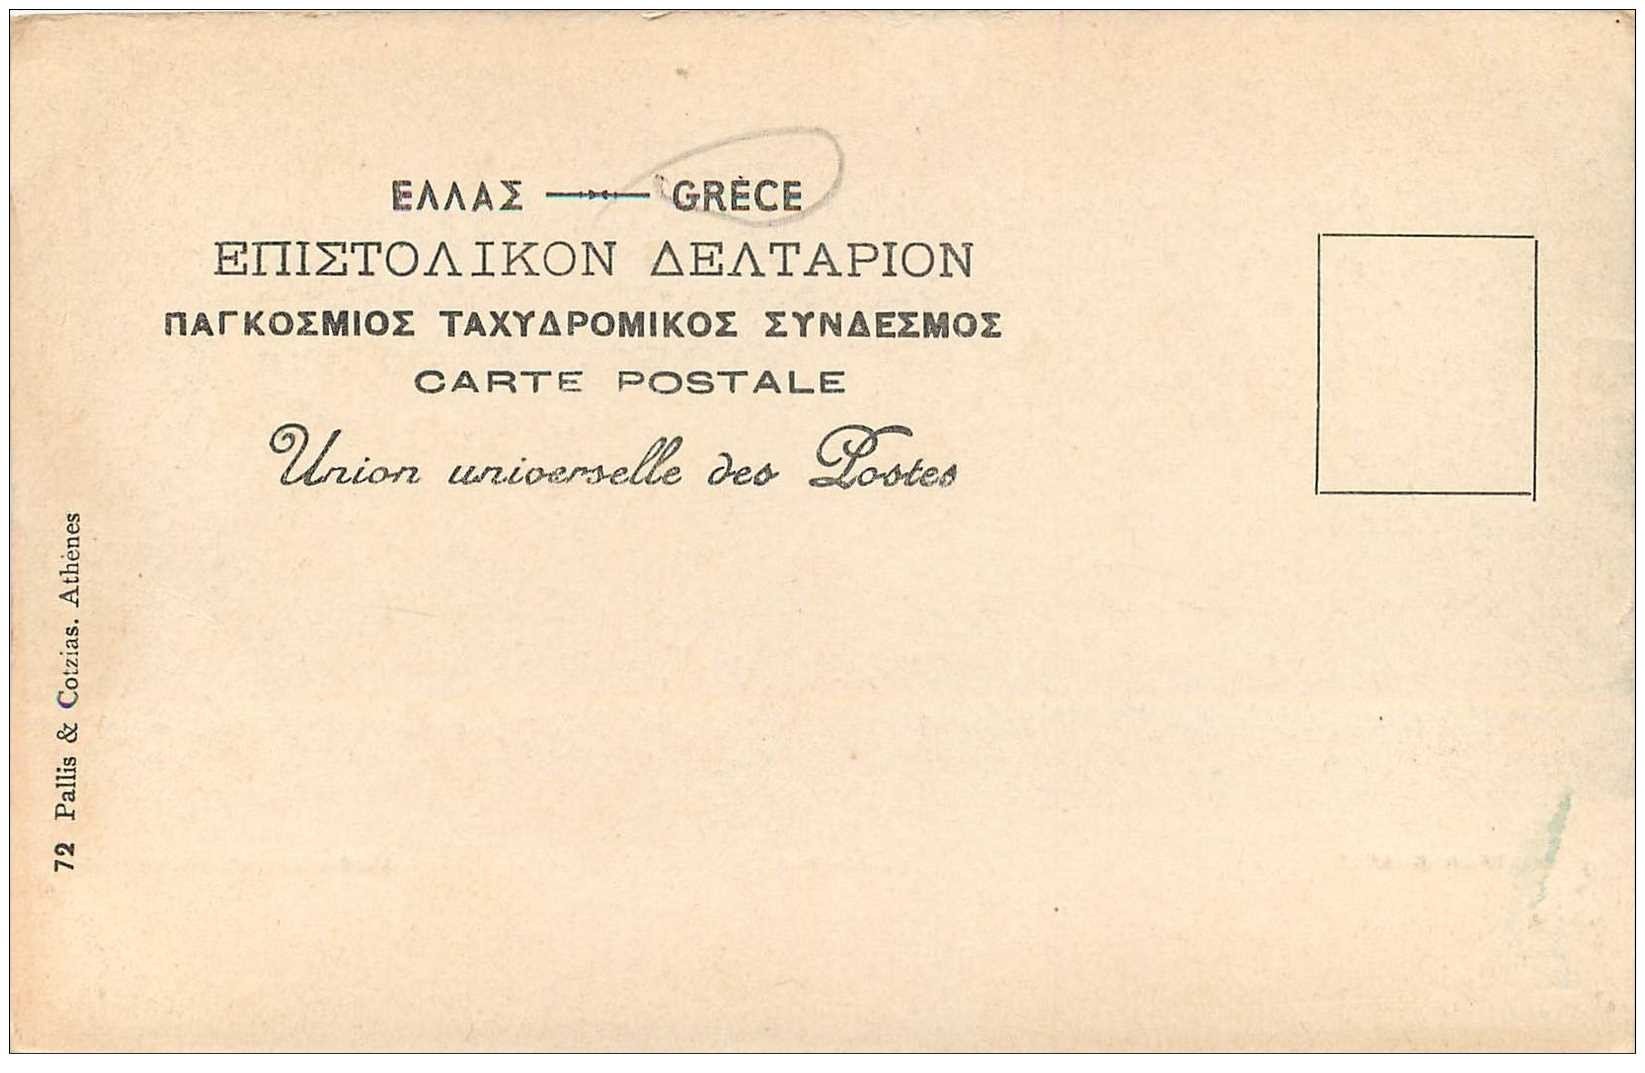 ΕΛΛΑΣ — GRÈCE
ΕΠΙΣΤΟΛΙΚΟΝ ΔΕΛΤΑΡΙΟΝ
ΠΑΓΚΟΣΜΙΟΣ ΤΑΧΥΔΡΟΜΙΚΟΣ ΣΥΝΔΕΣΜΟΣ
CARTE POSTALE
Union universelle des Postes
72 Pallis & Cotzias. Athènes